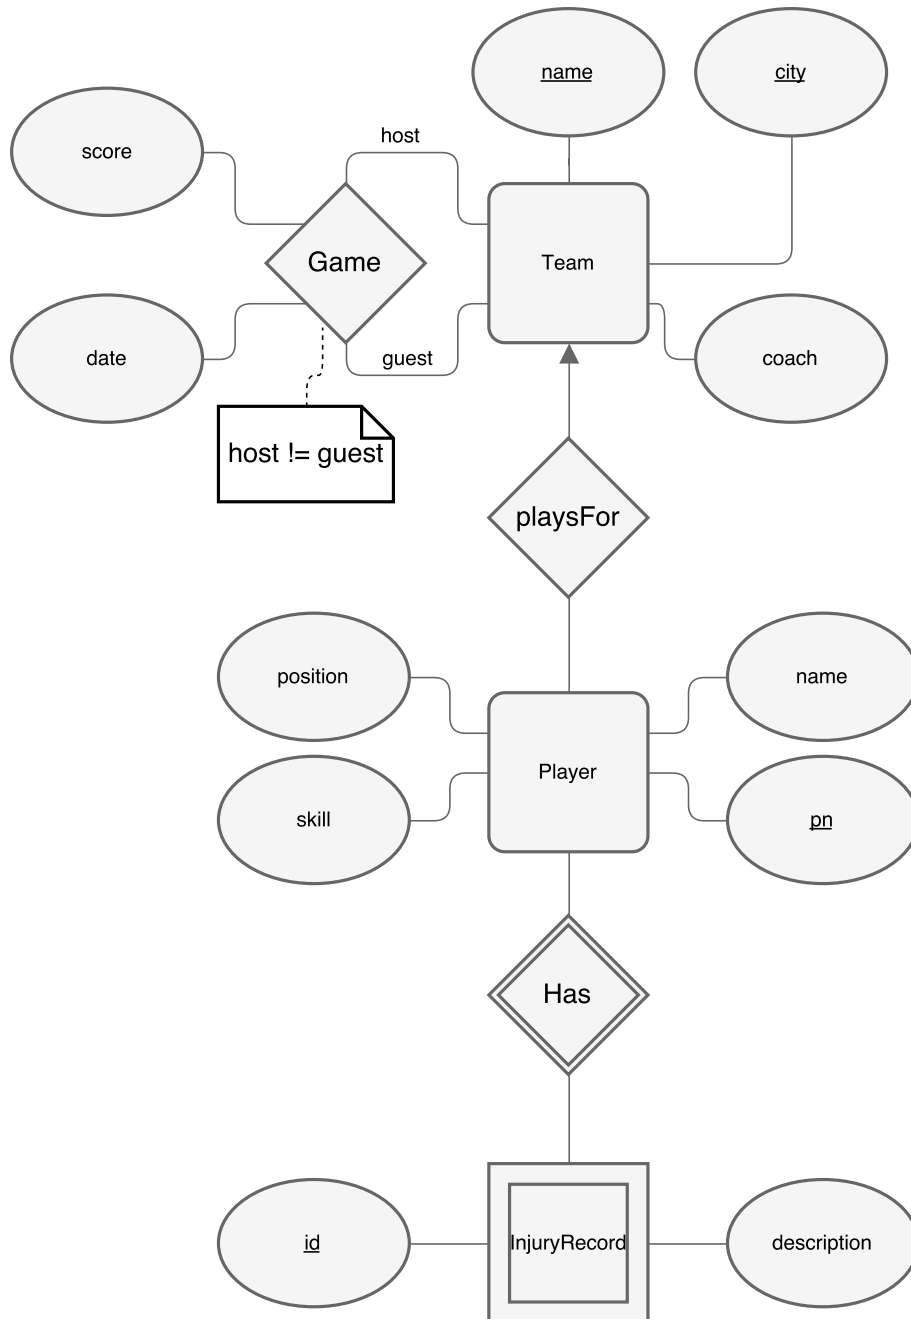 name
city
score
host
Game
Team
date
guest
coach
host != guest
playsFor
position
name
Player
skill
pn
Has
id
InjuryRecord
description